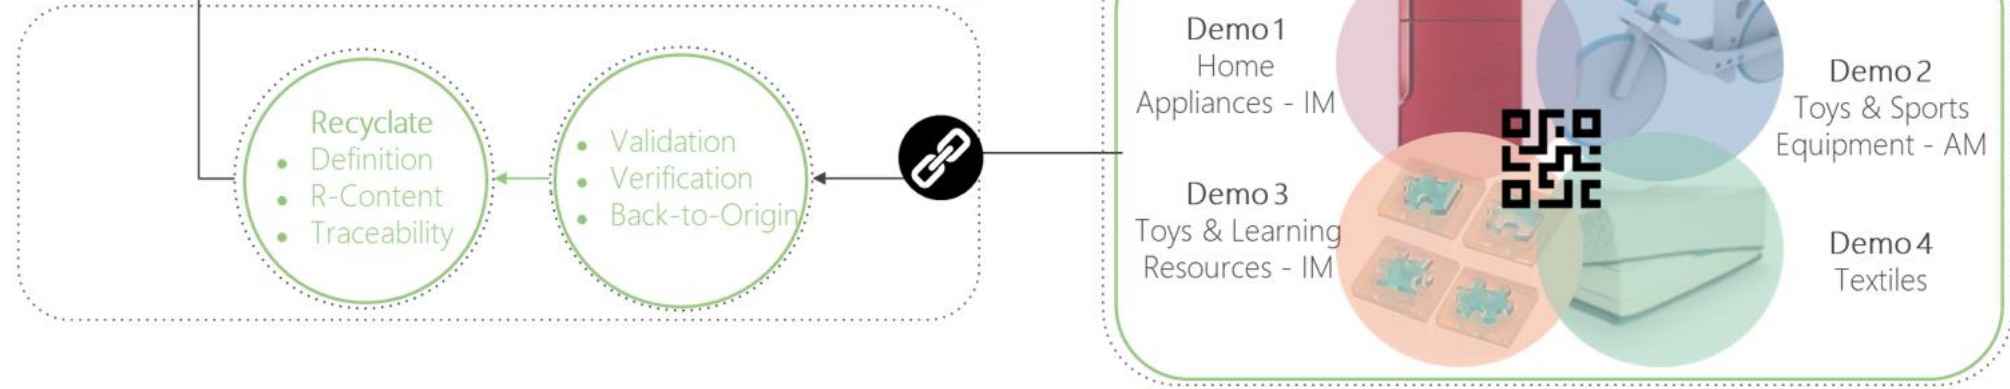 Recyclate
• Definition
• R-Content
• Traceability
• Validation
• Verification
• Back-to-Origin
Demo 1
Home
Appliances - IM
Demo 2
Toys & Sports
Equipment - AM
Demo 3
Toys & Learning
Resources - IM
Demo 4
Textiles